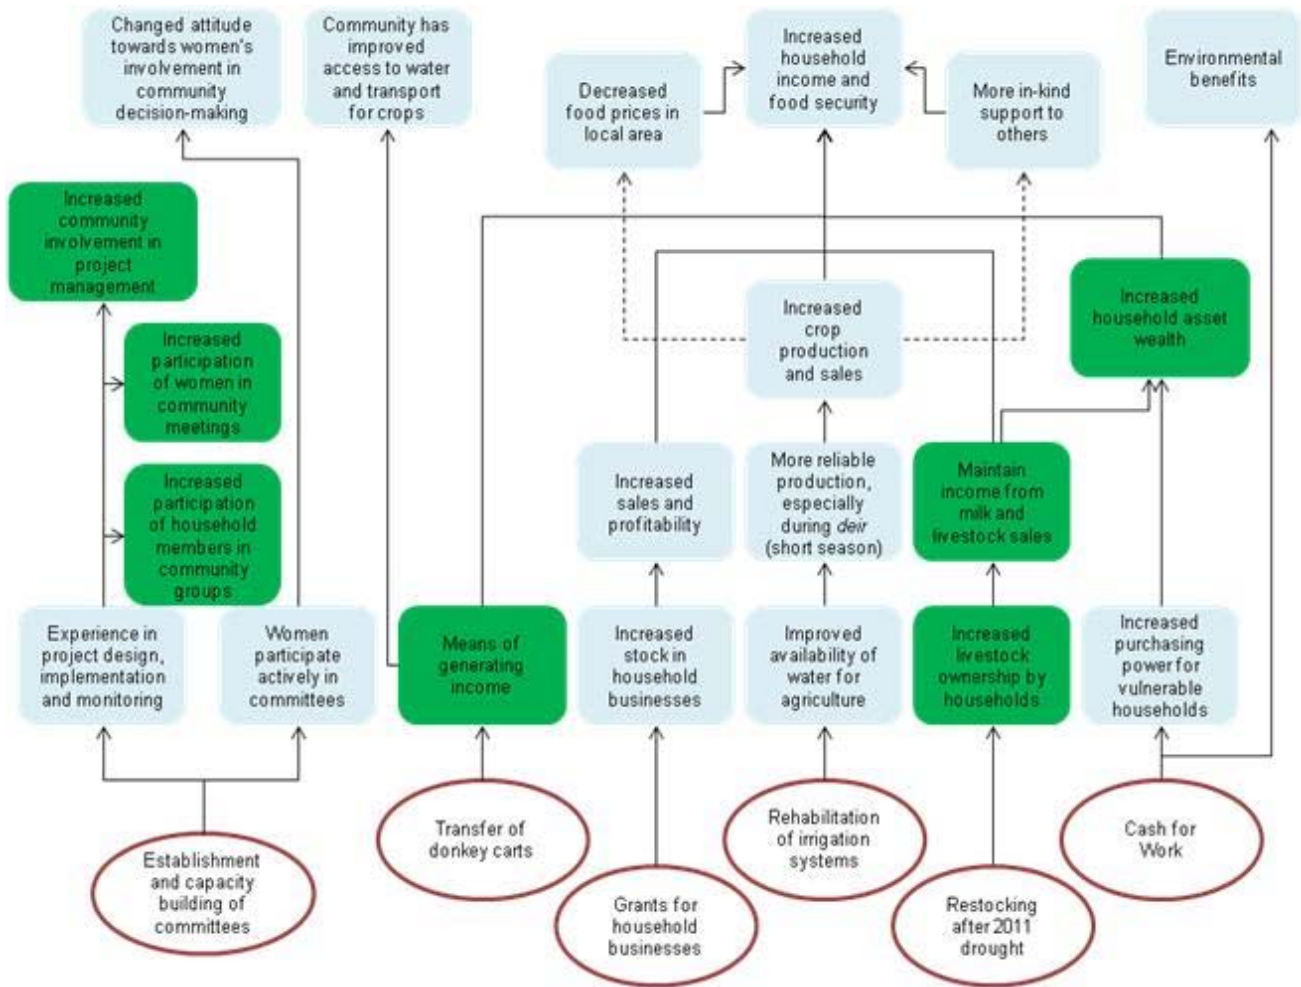 Changed attitude
towards women's
involvement in
community
decision-making
Community has
improved
access to water
and transport
for crops
Increased
household
income and
food security
Environmental
benefits
Decreased
food prices in
local area
More in-kind
support to
others
Increased
community
involvement in
project
management
Increased
crop
production
and sales
Increased
household asset
wealth
Increased
participation
of women in
community
meetings
Increased
participation
of household
members in
community
groups
Increased
sales and
profitability
More reliable
production,
especially
during deir
(short season)
Maintain
income from
milk and
livestock sales
Experience in
project design,
implementation
and monitoring
Women
participate
actively in
committees
Means of
generating
income
Increased
stock in
household
businesses
Improved
availability of
water for
agriculture
Increased
livestock
ownership by
households
Increased
purchasing
power for
vulnerable
households
Establishment
and capacity
building of
committees
Transfer of
donkey carts
Grants for
household
businesses
Rehabilitation
of irrigation
systems
Restocking
after 2011
drought
Cash for
Work